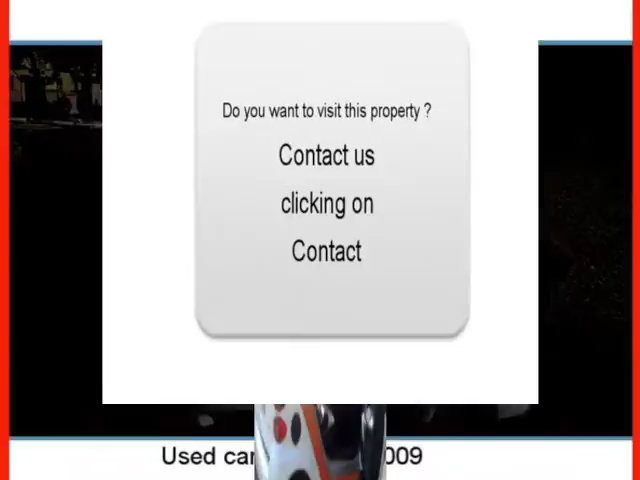 Do you want to visit this property ?
Contact us
clicking on
Contact
Used car 009